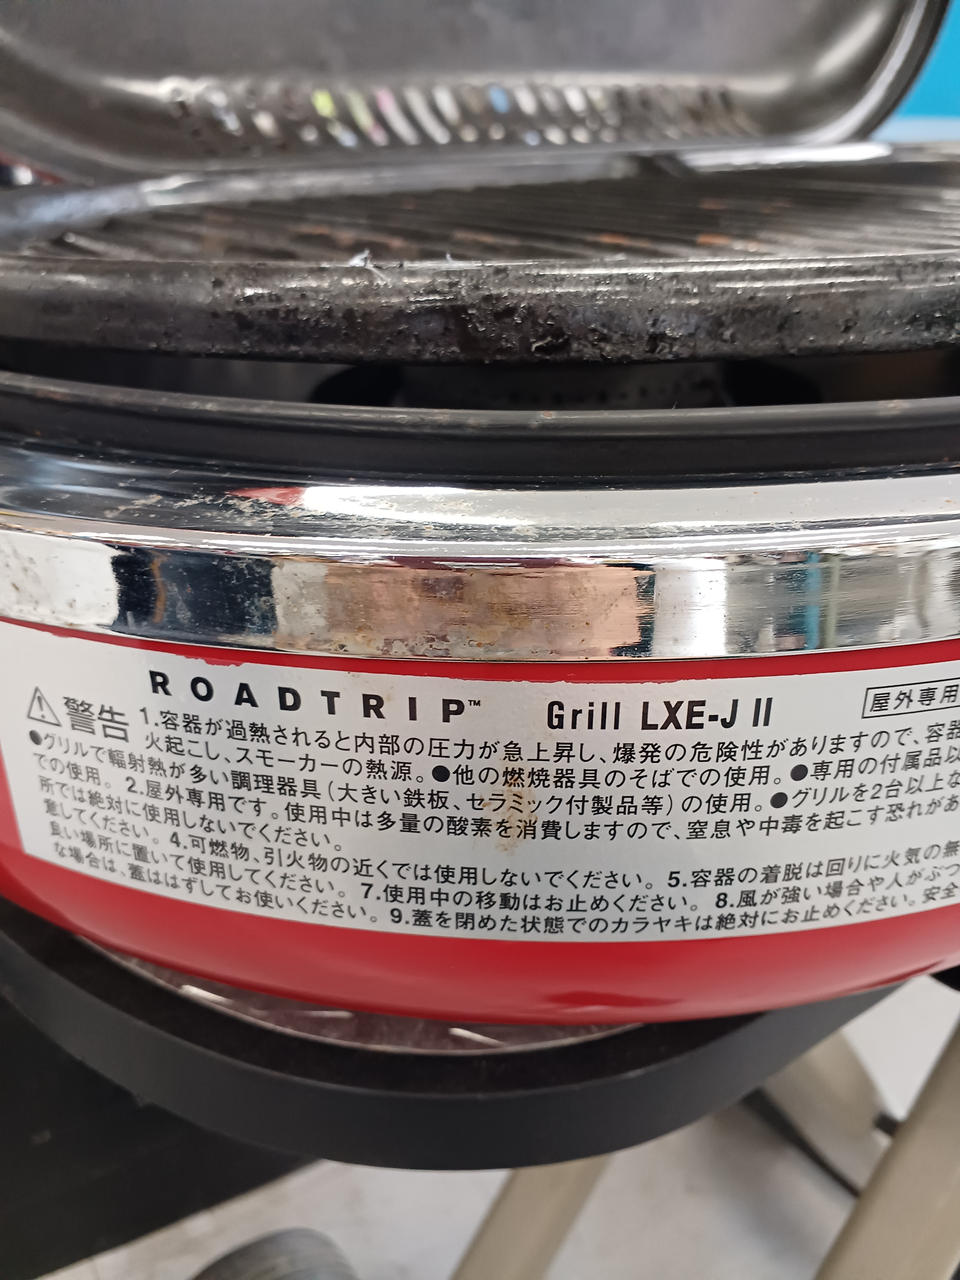 ROADTRIP™ Grill LXE-J II 屋外専用
⚠警告 1.容器が過熱されると内部の圧力が急上昇し、爆発の危険性がありますので、容器
●グリルで輻射熱が多い調理器具(大きい鉄板、セラミック付製品等)の使用。●グリルを2台以上な
火起こし、スモーカーの熱源。●他の燃焼器具のそばでの使用。●専用の付属品以
での使用。2.屋外専用です。使用中は多量の酸素を消費しますので、窒息や中毒を起こす恐れがあ
所では絶対に使用しないでください。
意してください。4.可燃物、引火物の近くでは使用しないでください。5.容器の着脱は回りに火気の無
良い場所に置いて使用してください。7.使用中の移動はお止めください。8.風が強い場合や人がぶつ
な場合は、蓋ははずしてお使いください。9.蓋を閉めた状態でのカラヤキは絶対にお止めください。安全